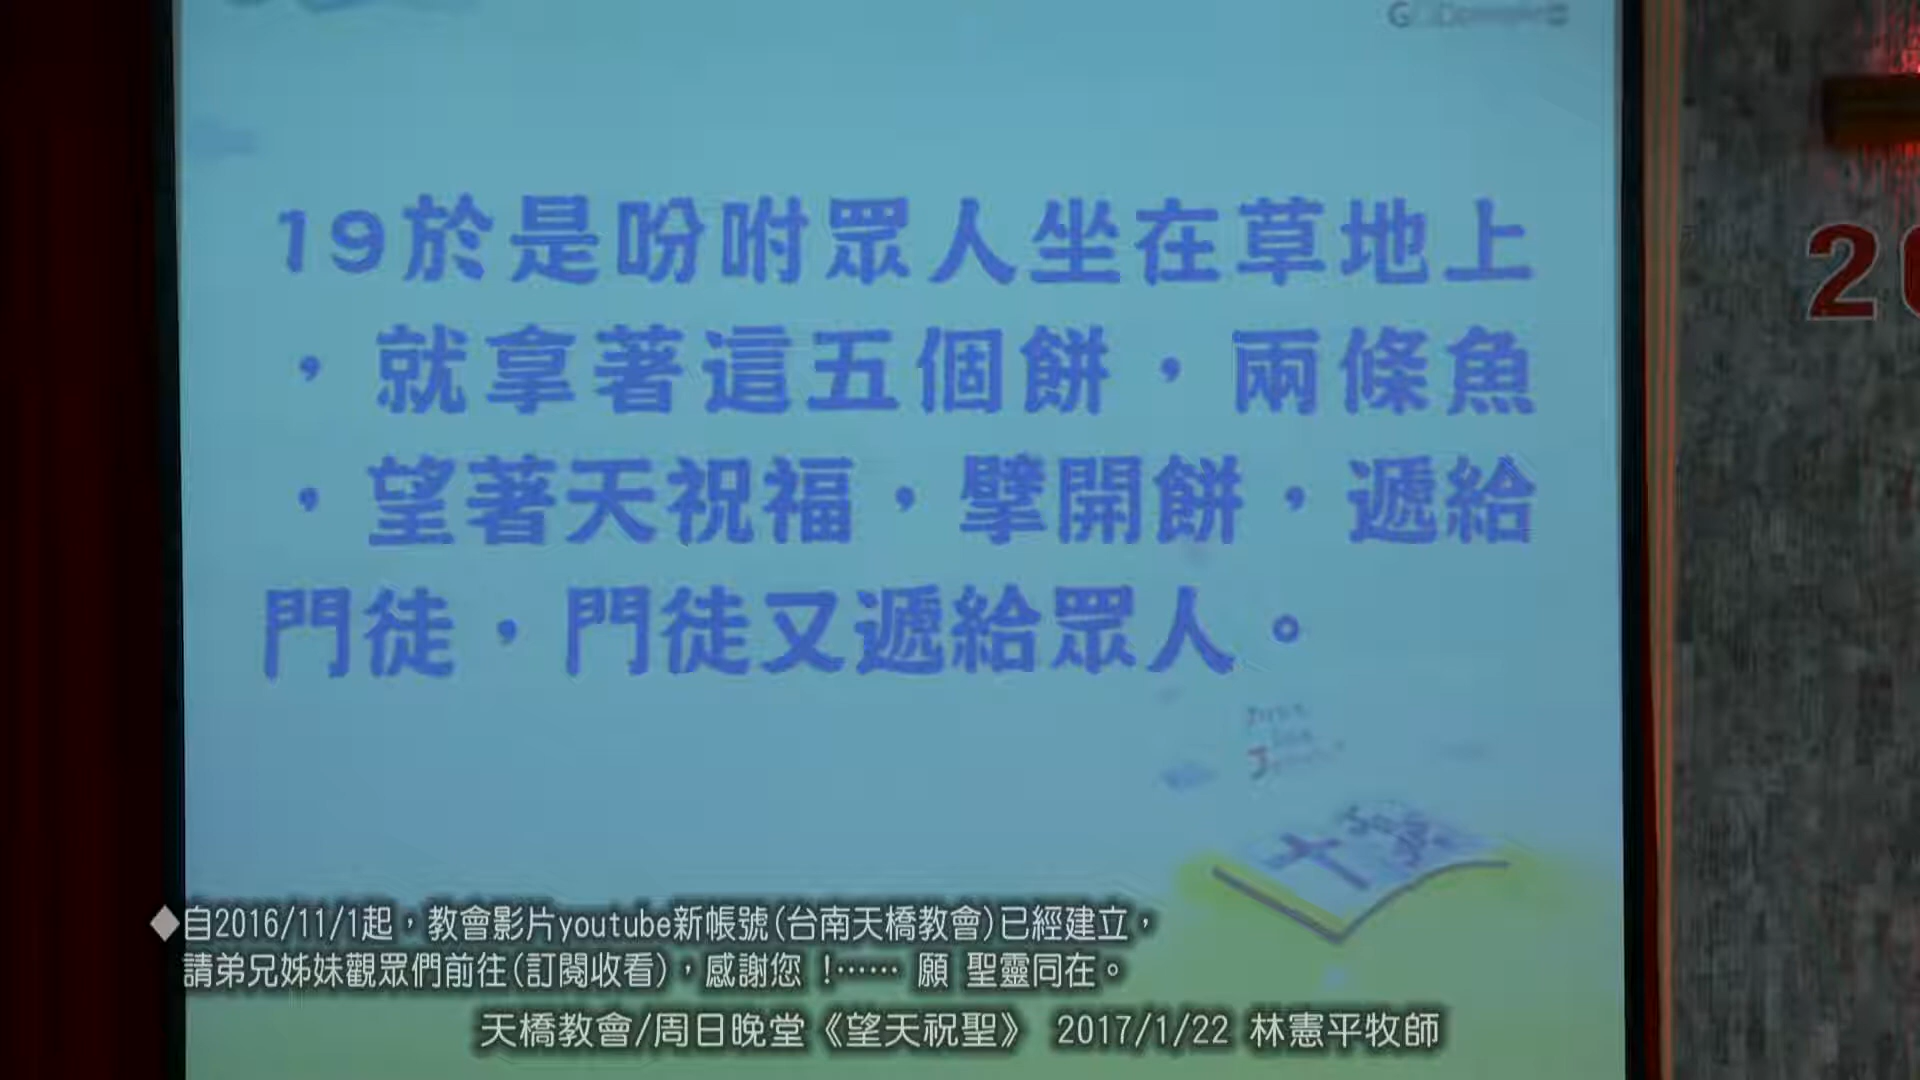 19於是吩咐眾人坐在草地上
，就拿著這五個餅，兩條魚
，望著天祝福，擘開餅，遞給
門徒，門徒又遞給眾人。
◆自2016/11/1起，教會影片youtube新帳號(台南天橋教會)已經建立，
請弟兄姊妹觀眾們前往(訂閱收看)，感謝您 !…… 願 聖靈同在。
天橋教會/周日晚堂《望天祝聖》 2017/1/22 林憲平牧師